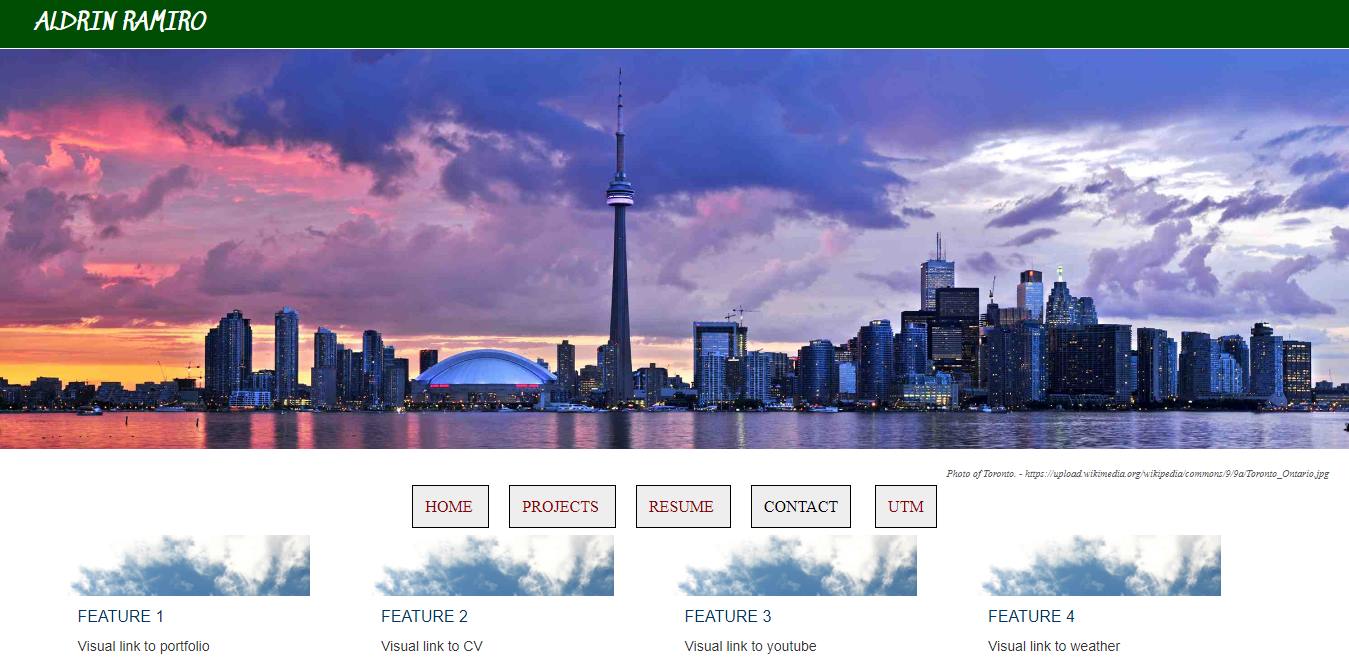 ALDRIN RAMIRO
Photo of Toronto. - https://upload.wikimedia.org/wikipedia/commons/9/9a/Toronto_Ontario.jpg
HOME PROJECTS RESUME CONTACT UTM
FEATURE 1 FEATURE 2 FEATURE 3 FEATURE 4
Visual link to portfolio Visual link to CV Visual link to youtube Visual link to weather